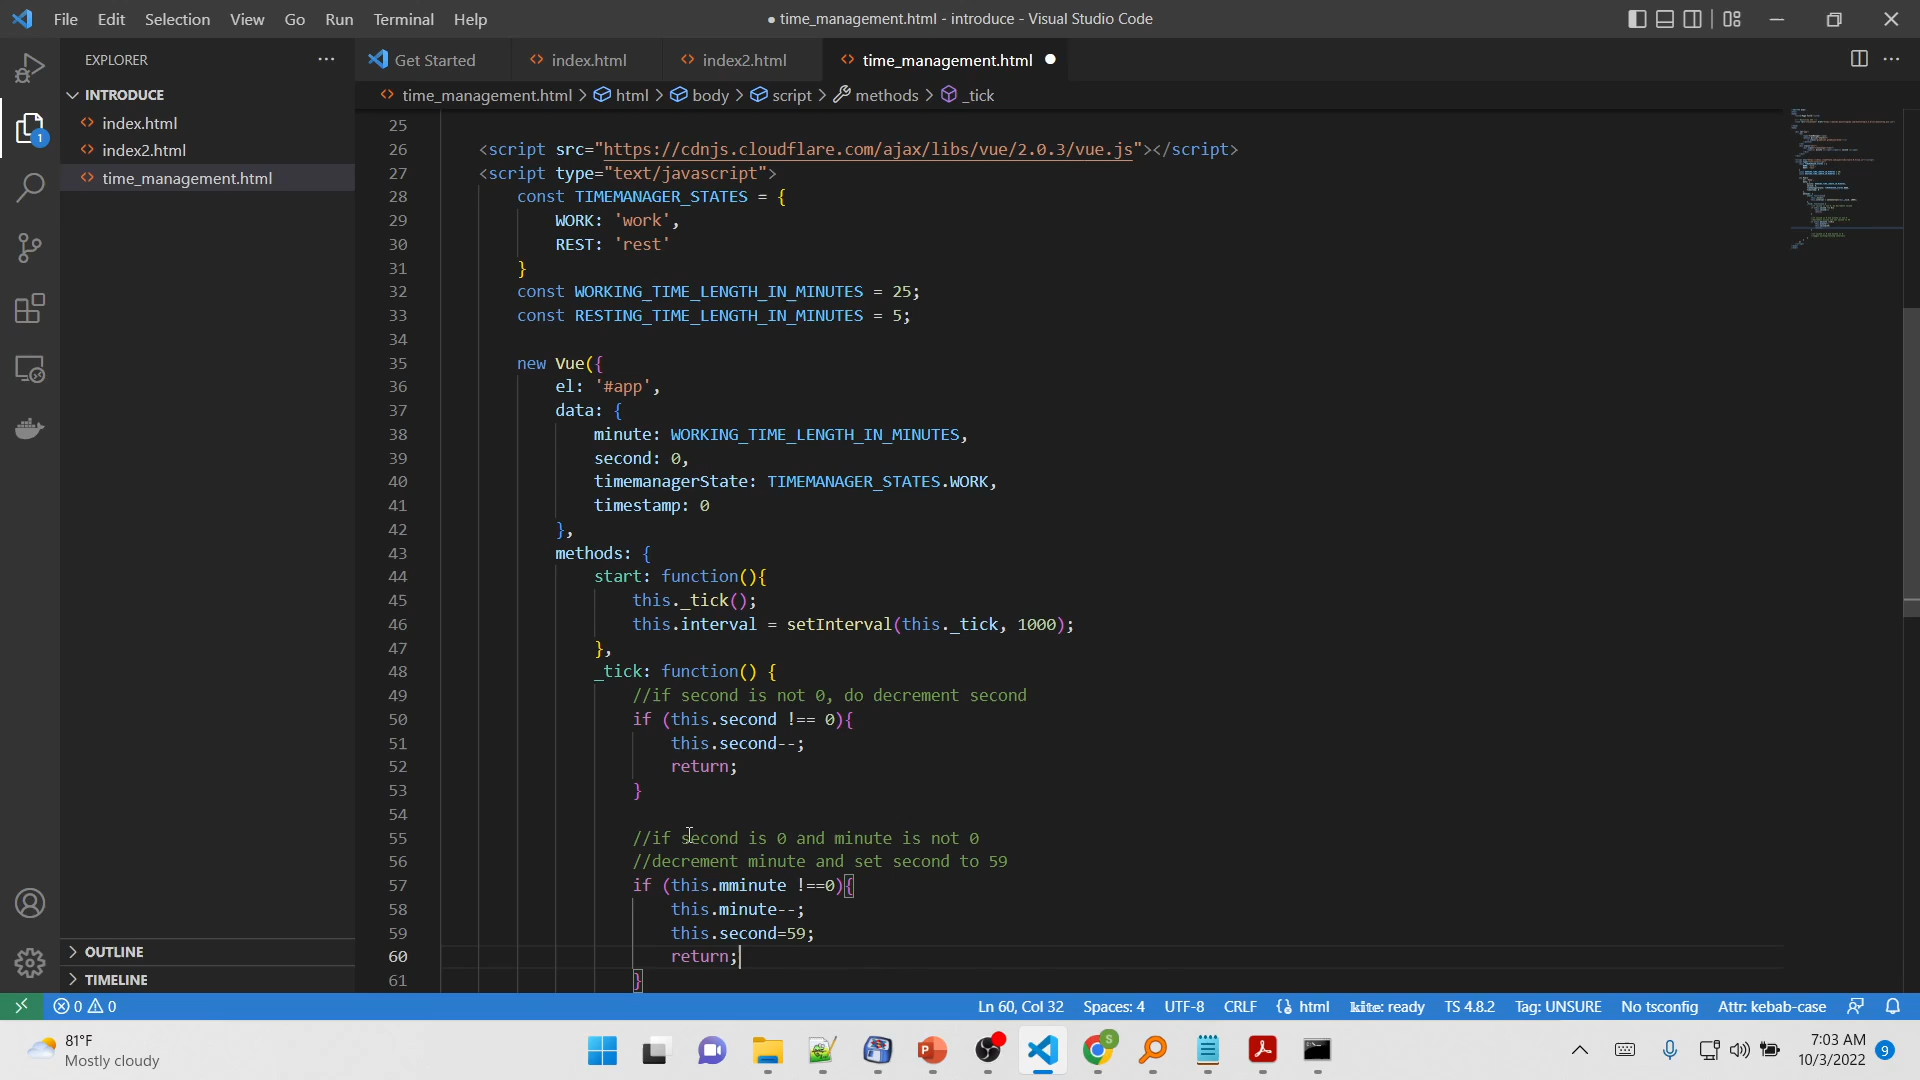 File Edit Selection View Go Run Terminal Help
● time_management.html - introduce - Visual Studio Code
EXPLORER
Get Started
index.html
index2.html
time_management.html
INTRODUCE
index.html
index2.html
time_management.html
time_management.html > html > body > script > methods > _tick
25
26 <script src="https://cdnjs.cloudflare.com/ajax/libs/vue/2.0.3/vue.js"></script>
27 <script type="text/javascript">
28 const TIMEMANAGER_STATES = {
29 WORK: 'work',
30 REST: 'rest'
31 }
32 const WORKING_TIME_LENGTH_IN_MINUTES = 25;
33 const RESTING_TIME_LENGTH_IN_MINUTES = 5;
34
35 new Vue({
36 el: '#app',
37 data: {
38 minute: WORKING_TIME_LENGTH_IN_MINUTES,
39 second: 0,
40 timemanagerState: TIMEMANAGER_STATES.WORK,
41 timestamp: 0
42 },
43 methods: {
44 start: function(){
45 this._tick();
46 this.interval = setInterval(this._tick, 1000);
47 },
48 _tick: function() {
49 //if second is not 0, do decrement second
50 if (this.second !== 0){
51 this.second--;
52 return;
53 }
54
55 //if second is 0 and minute is not 0
56 //decrement minute and set second to 59
57 if (this.mminute !==0){
58 this.minute--;
59 this.second=59;
60 return;
61 }
OUTLINE
TIMELINE
0 0
Ln 60, Col 32 Spaces: 4 UTF-8 CRLF {} html kite: ready TS 4.8.2 Tag: UNSURE No tsconfig Attr: kebab-case
81°F
Mostly cloudy
7:03 AM
10/3/2022
9
1
S